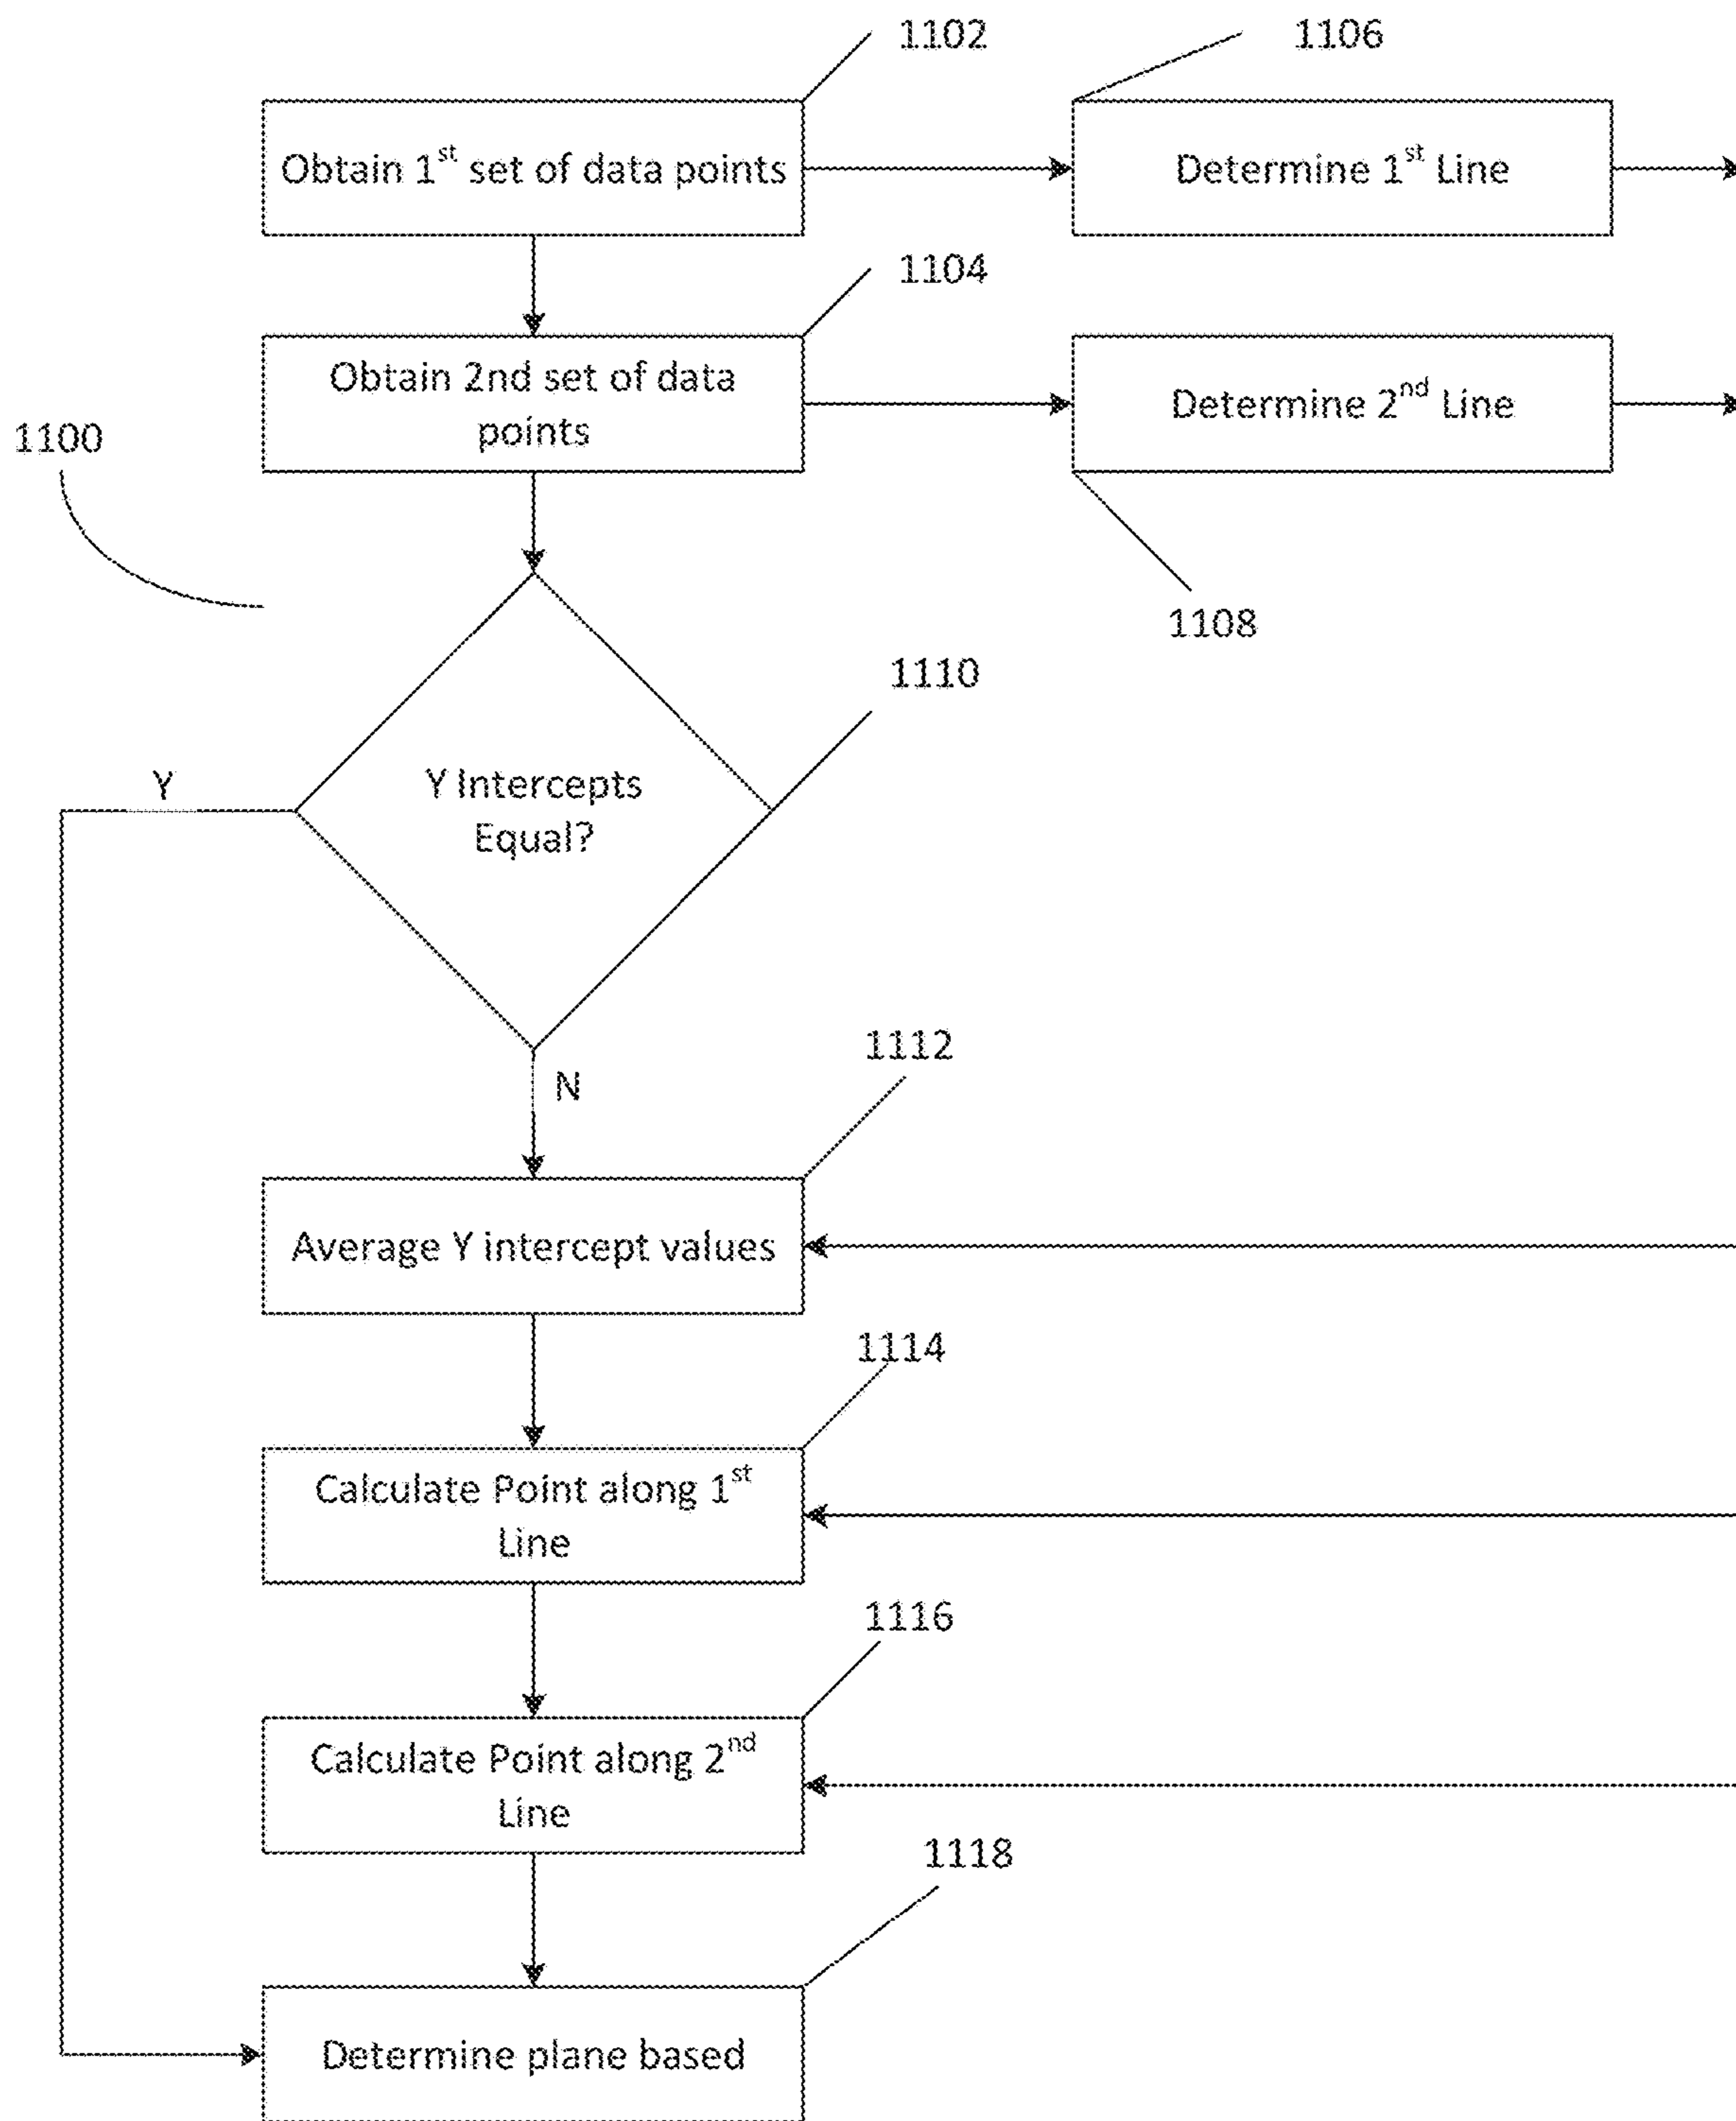 1102
1106
Obtain 1st set of data points
Determine 1st Line
1104
Obtain 2nd set of data
points
Determine 2nd Line
1100
1108
1110
Y
Y Intercepts
Equal?
1112
N
Average Y intercept values
1114
Calculate Point along 1st
Line
1116
Calculate Point along 2nd
Line
1118
Determine plane based